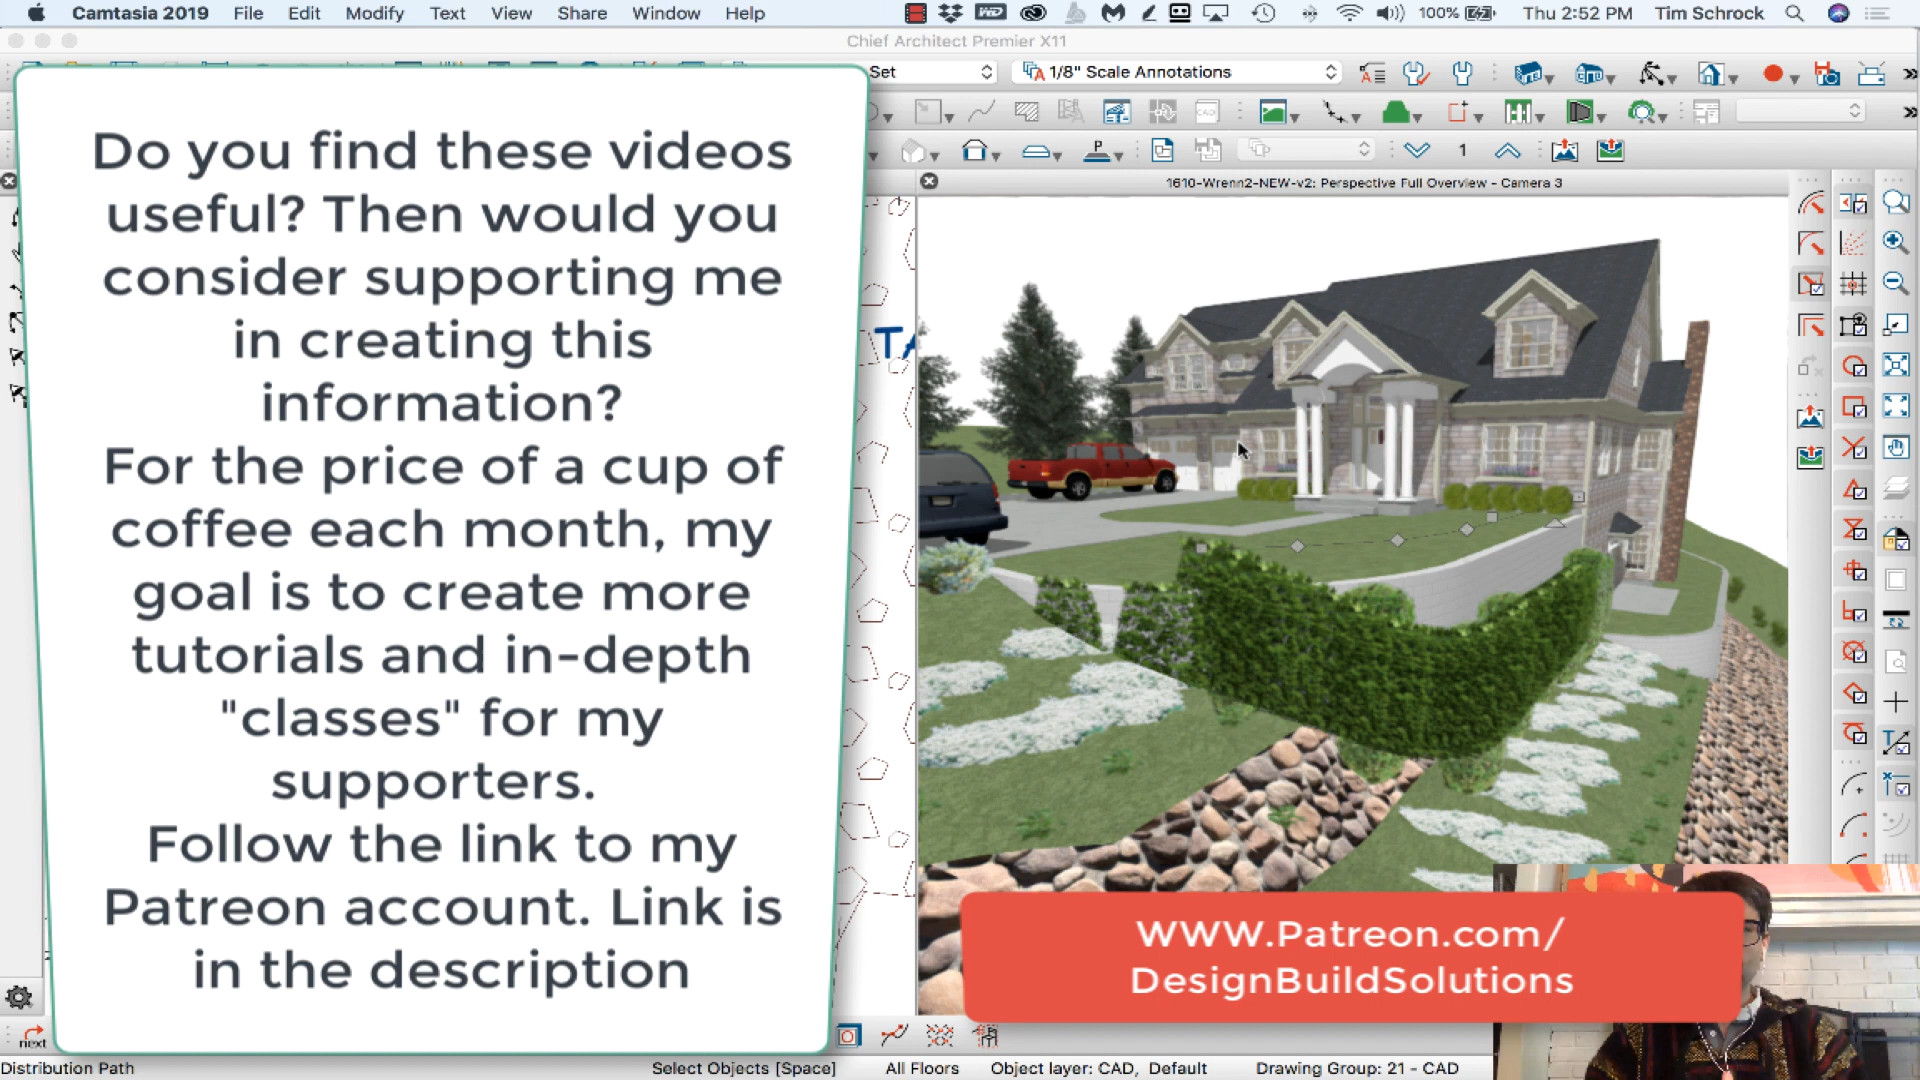 Camtasia 2019 File Edit Modify Text View Share Window Help 100% Thu 2:52 PM Tim Schrock
Chief Architect Premier X11
Set 1/8" Scale Annotations
1
1610-Wrenn2-NEW-v2: Perspective Full Overview - Camera 3
Do you find these videos
useful? Then would you
consider supporting me
in creating this
information?
For the price of a cup of
coffee each month, my
goal is to create more
tutorials and in-depth
"classes" for my
supporters.
Follow the link to my
Patreon account. Link is
in the description
WWW.Patreon.com/
DesignBuildSolutions
next
Distribution Path Select Objects [Space] All Floors Object layer: CAD, Default Drawing Group: 21 - CAD